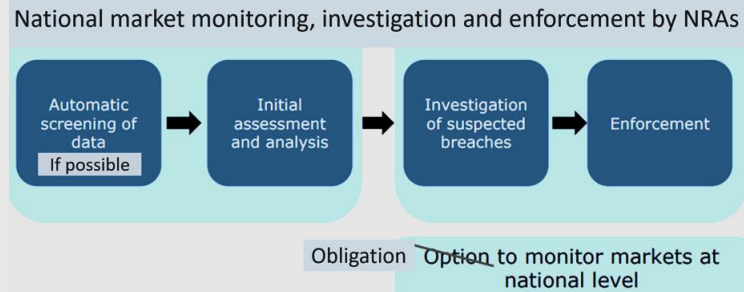 National market monitoring, investigation and enforcement by NRAs
Automatic
screening of
data
If possible
Initial
assessment
and analysis
Investigation
of suspected
breaches
Enforcement
Obligation
Option to monitor markets at
national level